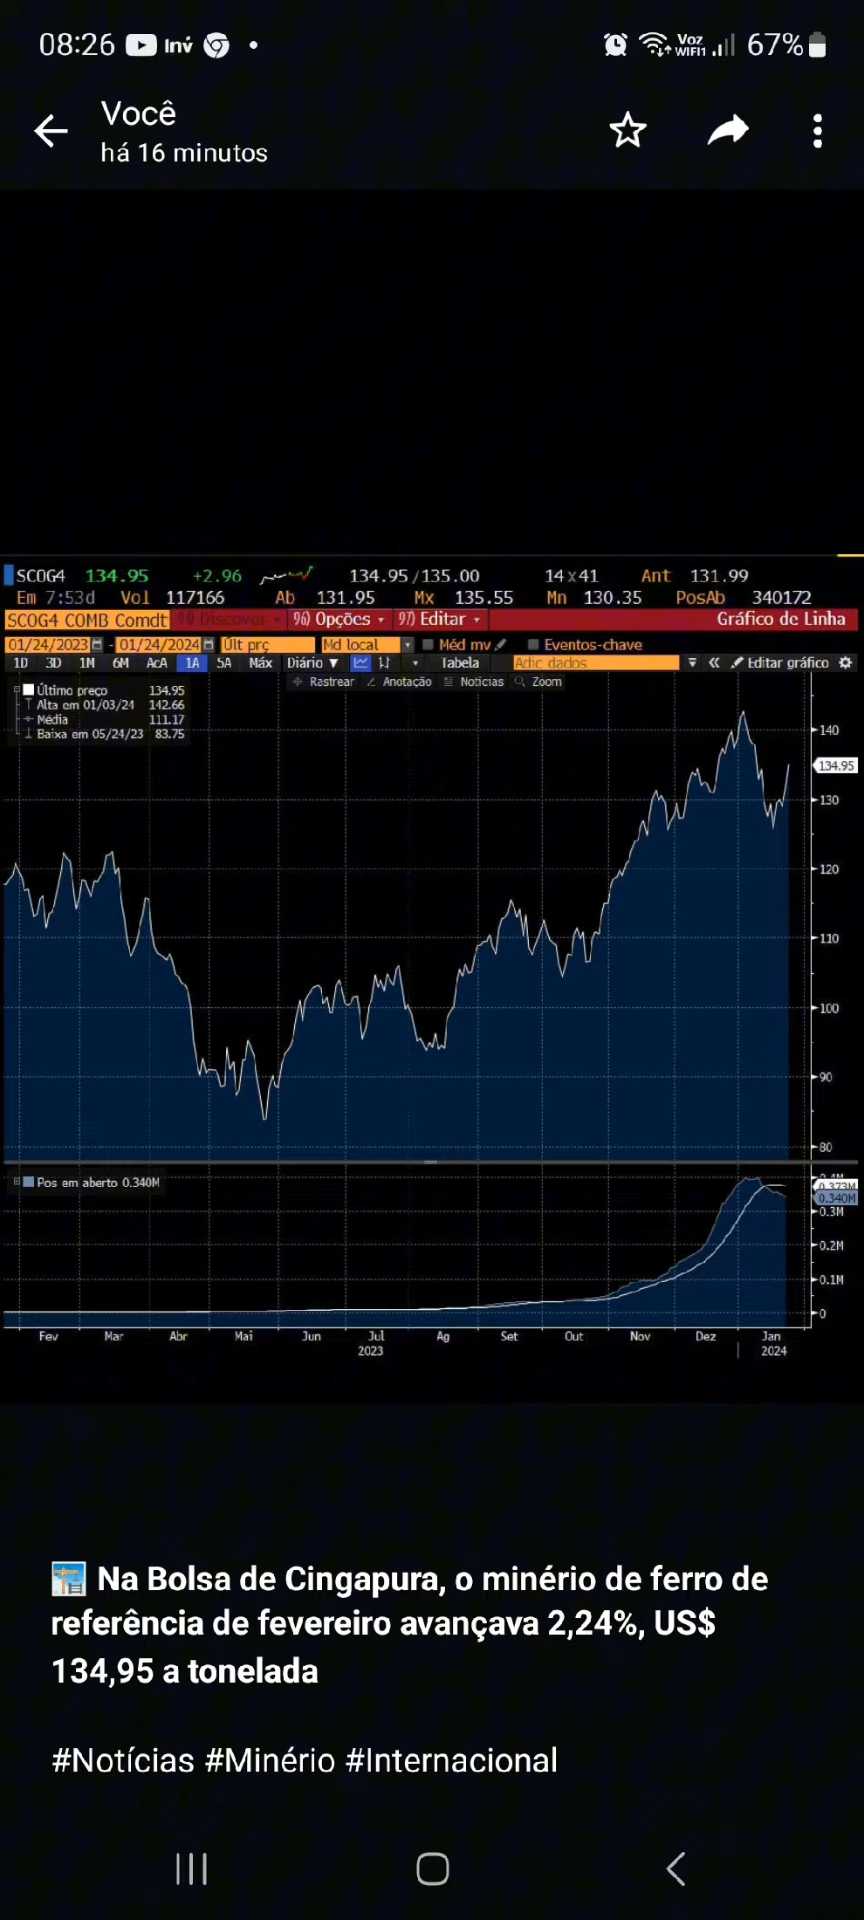 08:26 Inv • Voz WIFI1 67%
Você
há 16 minutos
SCOG4 134.95 +2.96 134.95/135.00 14x41 Ant 131.99
Em 7:53d Vol 117166 Ab 131.95 Mx 135.55 Mn 130.35 PosAb 340172
SCOG4 COMB Comdt 96) Opções 97) Editar Gráfico de Linha
01/24/2023 - 01/24/2024 Últ prç Md local Méd mv Eventos-chave
1D 3D 1M 6M AcA 1A 5A Máx Diário ▼ Tabela Adic dados « Editar gráfico
Rastrear Anotação Notícias Zoom
Último preço 134.95
Alta em 01/03/24 142.66
Média 111.17
Baixa em 05/24/23 83.75
140
134.95
130
120
110
100
90
80
Pos em aberto 0.340M
0.4M
0.373M
0.340M
0.3M
0.2M
0.1M
0
Fev Mar Abr Mai Jun Jul Ag Set Out Nov Dez Jan
2023 2024
Na Bolsa de Cingapura, o minério de ferro de
referência de fevereiro avançava 2,24%, US$
134,95 a tonelada
#Notícias #Minério #Internacional